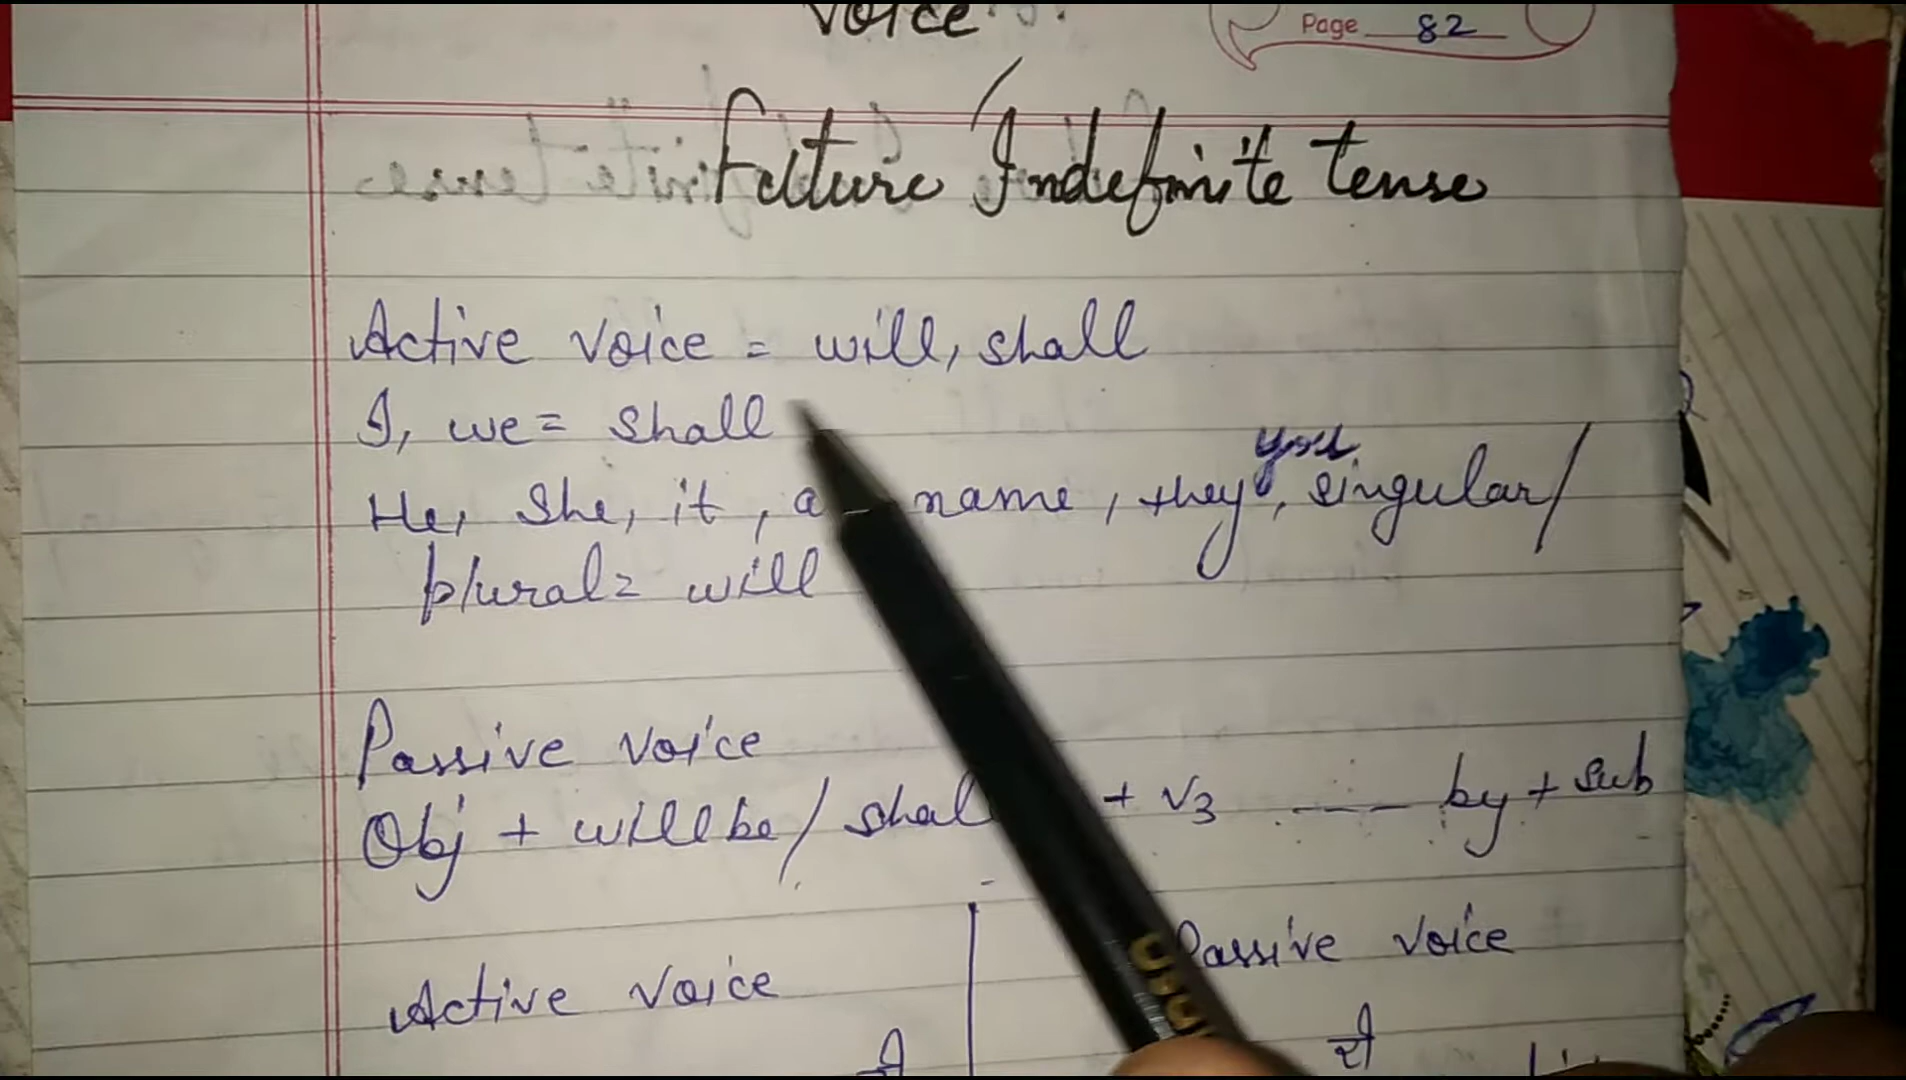 Voice
Page 82
Future Indefinite tense
Active voice = will, shall
I, we = shall
you
He, She, it, name, they, singular/
plural = will
Passive voice
Obj + will be / shal + V3 ---- by + sub
Active voice
Passive voice